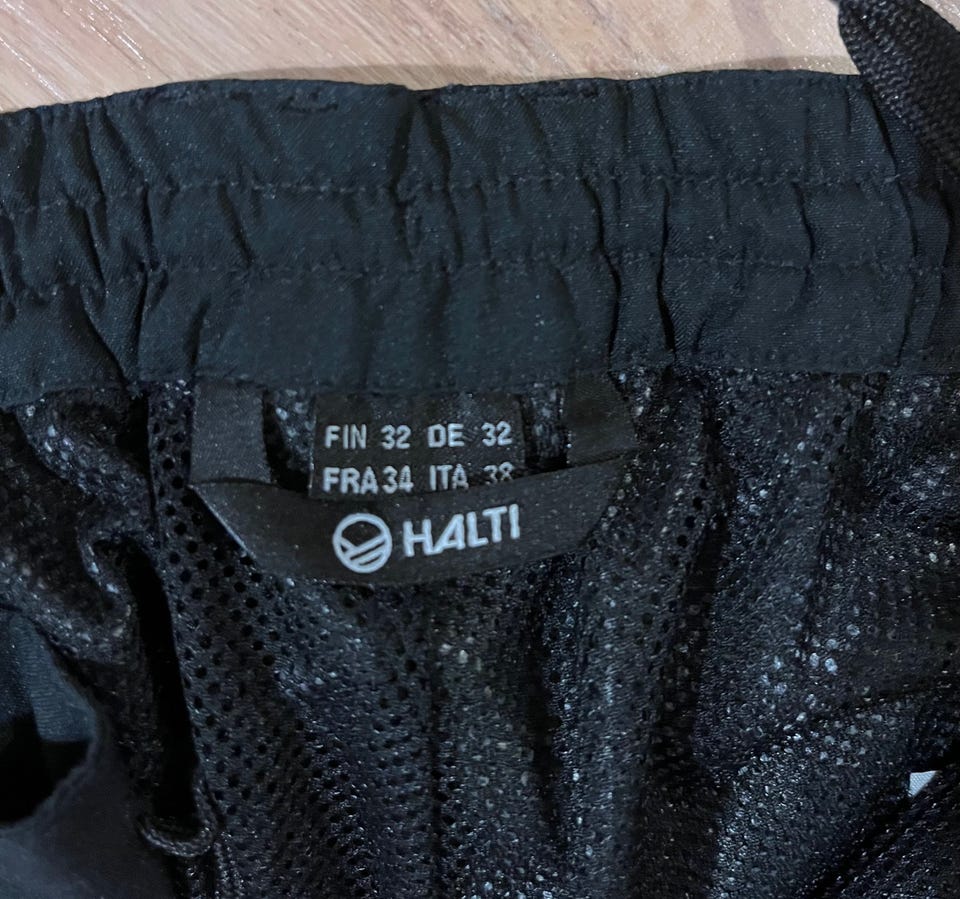 FIN 32 DE 32
FRA 34 ITA 38
HALTI